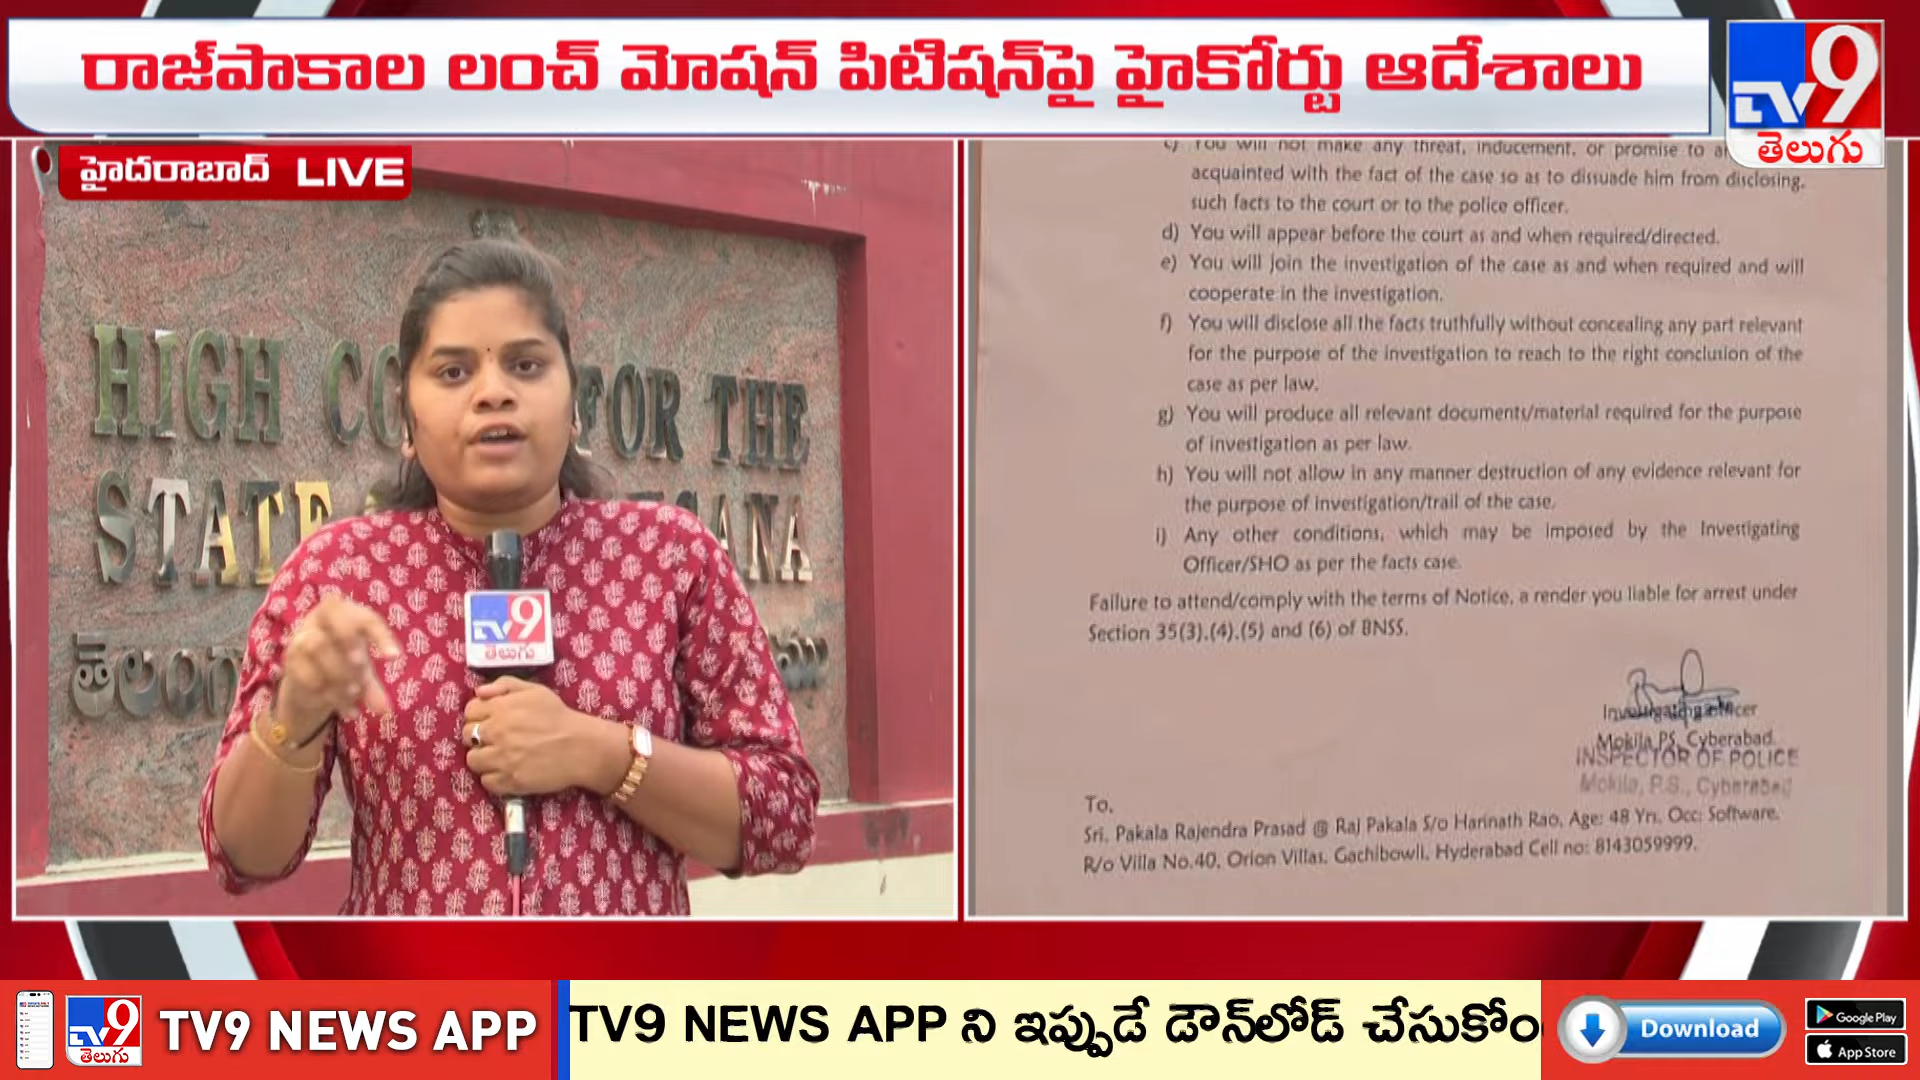 రాజ్‌పాకాల లంచ్ మోషన్ పిటిషన్‌పై హైకోర్టు ఆదేశాలు
TV9
తెలుగు
హైదరాబాద్ LIVE
HIGH CO FOR THE
STATE ANA
తెలంగ
TV9
తెలుగు
c) You will not make any threat, inducement, or promise to
acquainted with the fact of the case so as to dissuade him from disclosing
such facts to the court or to the police officer.
d) You will appear before the court as and when required/directed.
e) You will join the investigation of the case as and when required and will
cooperate in the investigation.
f) You will disclose all the facts truthfully without concealing any part relevant
for the purpose of the investigation to reach to the right conclusion of the
case as per law.
g) You will produce all relevant documents/material required for the purpose
of investigation as per law.
h) You will not allow in any manner destruction of any evidence relevant for
the purpose of investigation/trail of the case.
i) Any other conditions, which may be imposed by the Investigating
Officer/SHO as per the facts case.
Failure to attend/comply with the terms of Notice, a render you liable for arrest under
Section 35(3).(4).(5) and (6) of BNSS.
Investigating officer
Mokila PS, Cyberabad.
INSPECTOR OF POLICE
Mokila, P.S., Cyberabad
To,
Sri. Pakala Rajendra Prasad @ Raj Pakala S/o Harinath Rao, Age: 48 Yrs, Occ: Software,
R/o Villa No.40, Orion Villas, Gachibowli, Hyderabad Cell no: 8143059999.
TV9
తెలుగు
TV9 NEWS APP
TV9 NEWS APP ని ఇప్పుడే డౌన్‌లోడ్ చేసుకోం
Download
Google Play
App Store